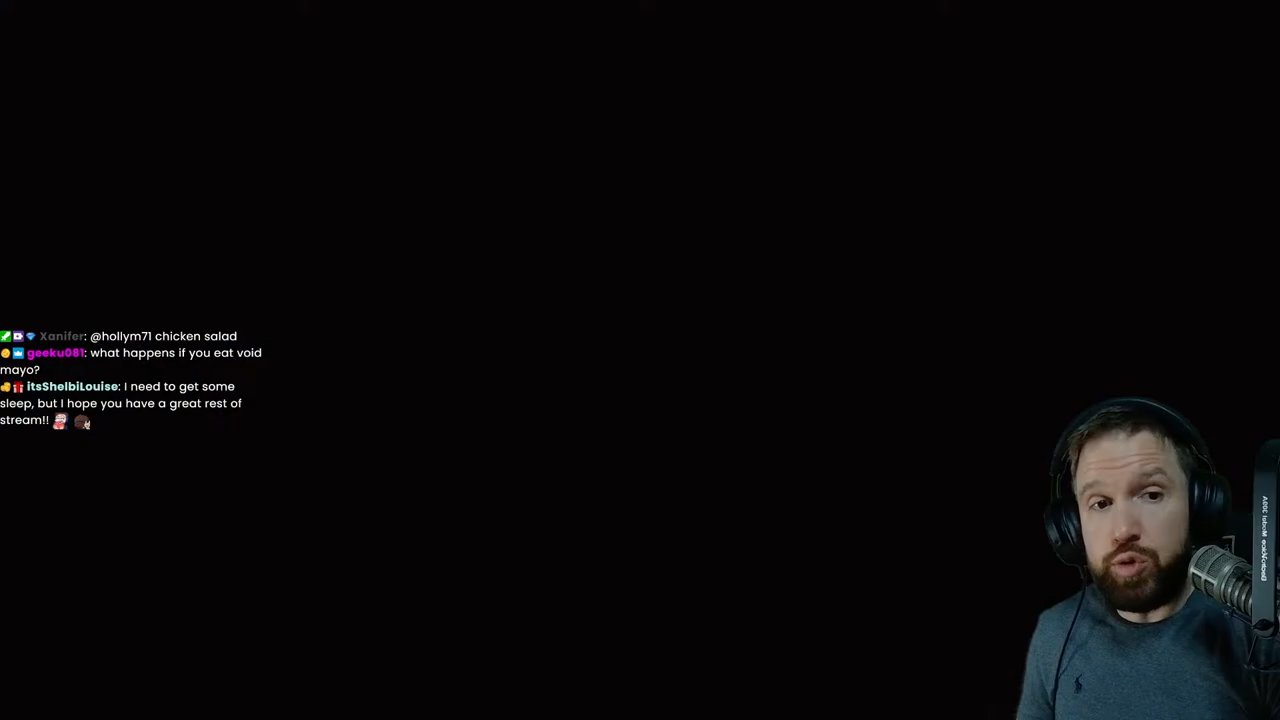 Xanifer: @hollym71 chicken salad
geeku081: what happens if you eat void
mayo?
itsShelbiLouise: I need to get some
sleep, but I hope you have a great rest of
stream!!